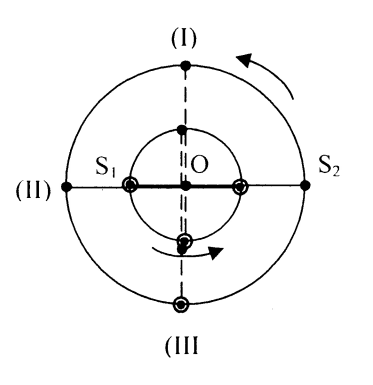 (I)
S₁ O S₂
(II)
(III